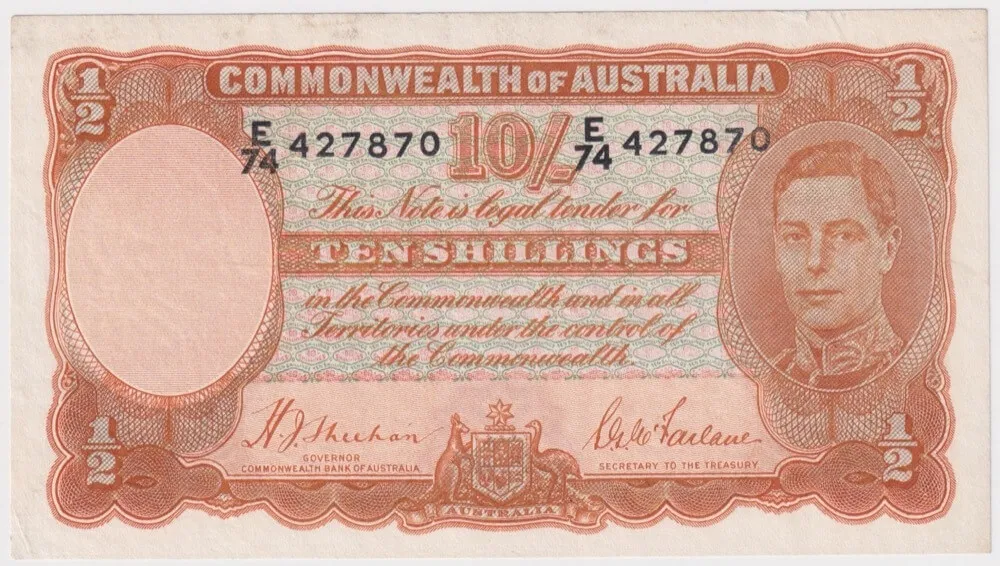 1/2 COMMONWEALTH OF AUSTRALIA 1/2
E/74 427870 10/- E/74 427870
This Note is legal tender for
TEN SHILLINGS
in the Commonwealth and in all
Territories under the control of
the Commonwealth
H.J. Sheehan
GOVERNOR
COMMONWEALTH BANK OF AUSTRALIA
S.G. McFarlane
SECRETARY TO THE TREASURY
1/2 AUSTRALIA 1/2